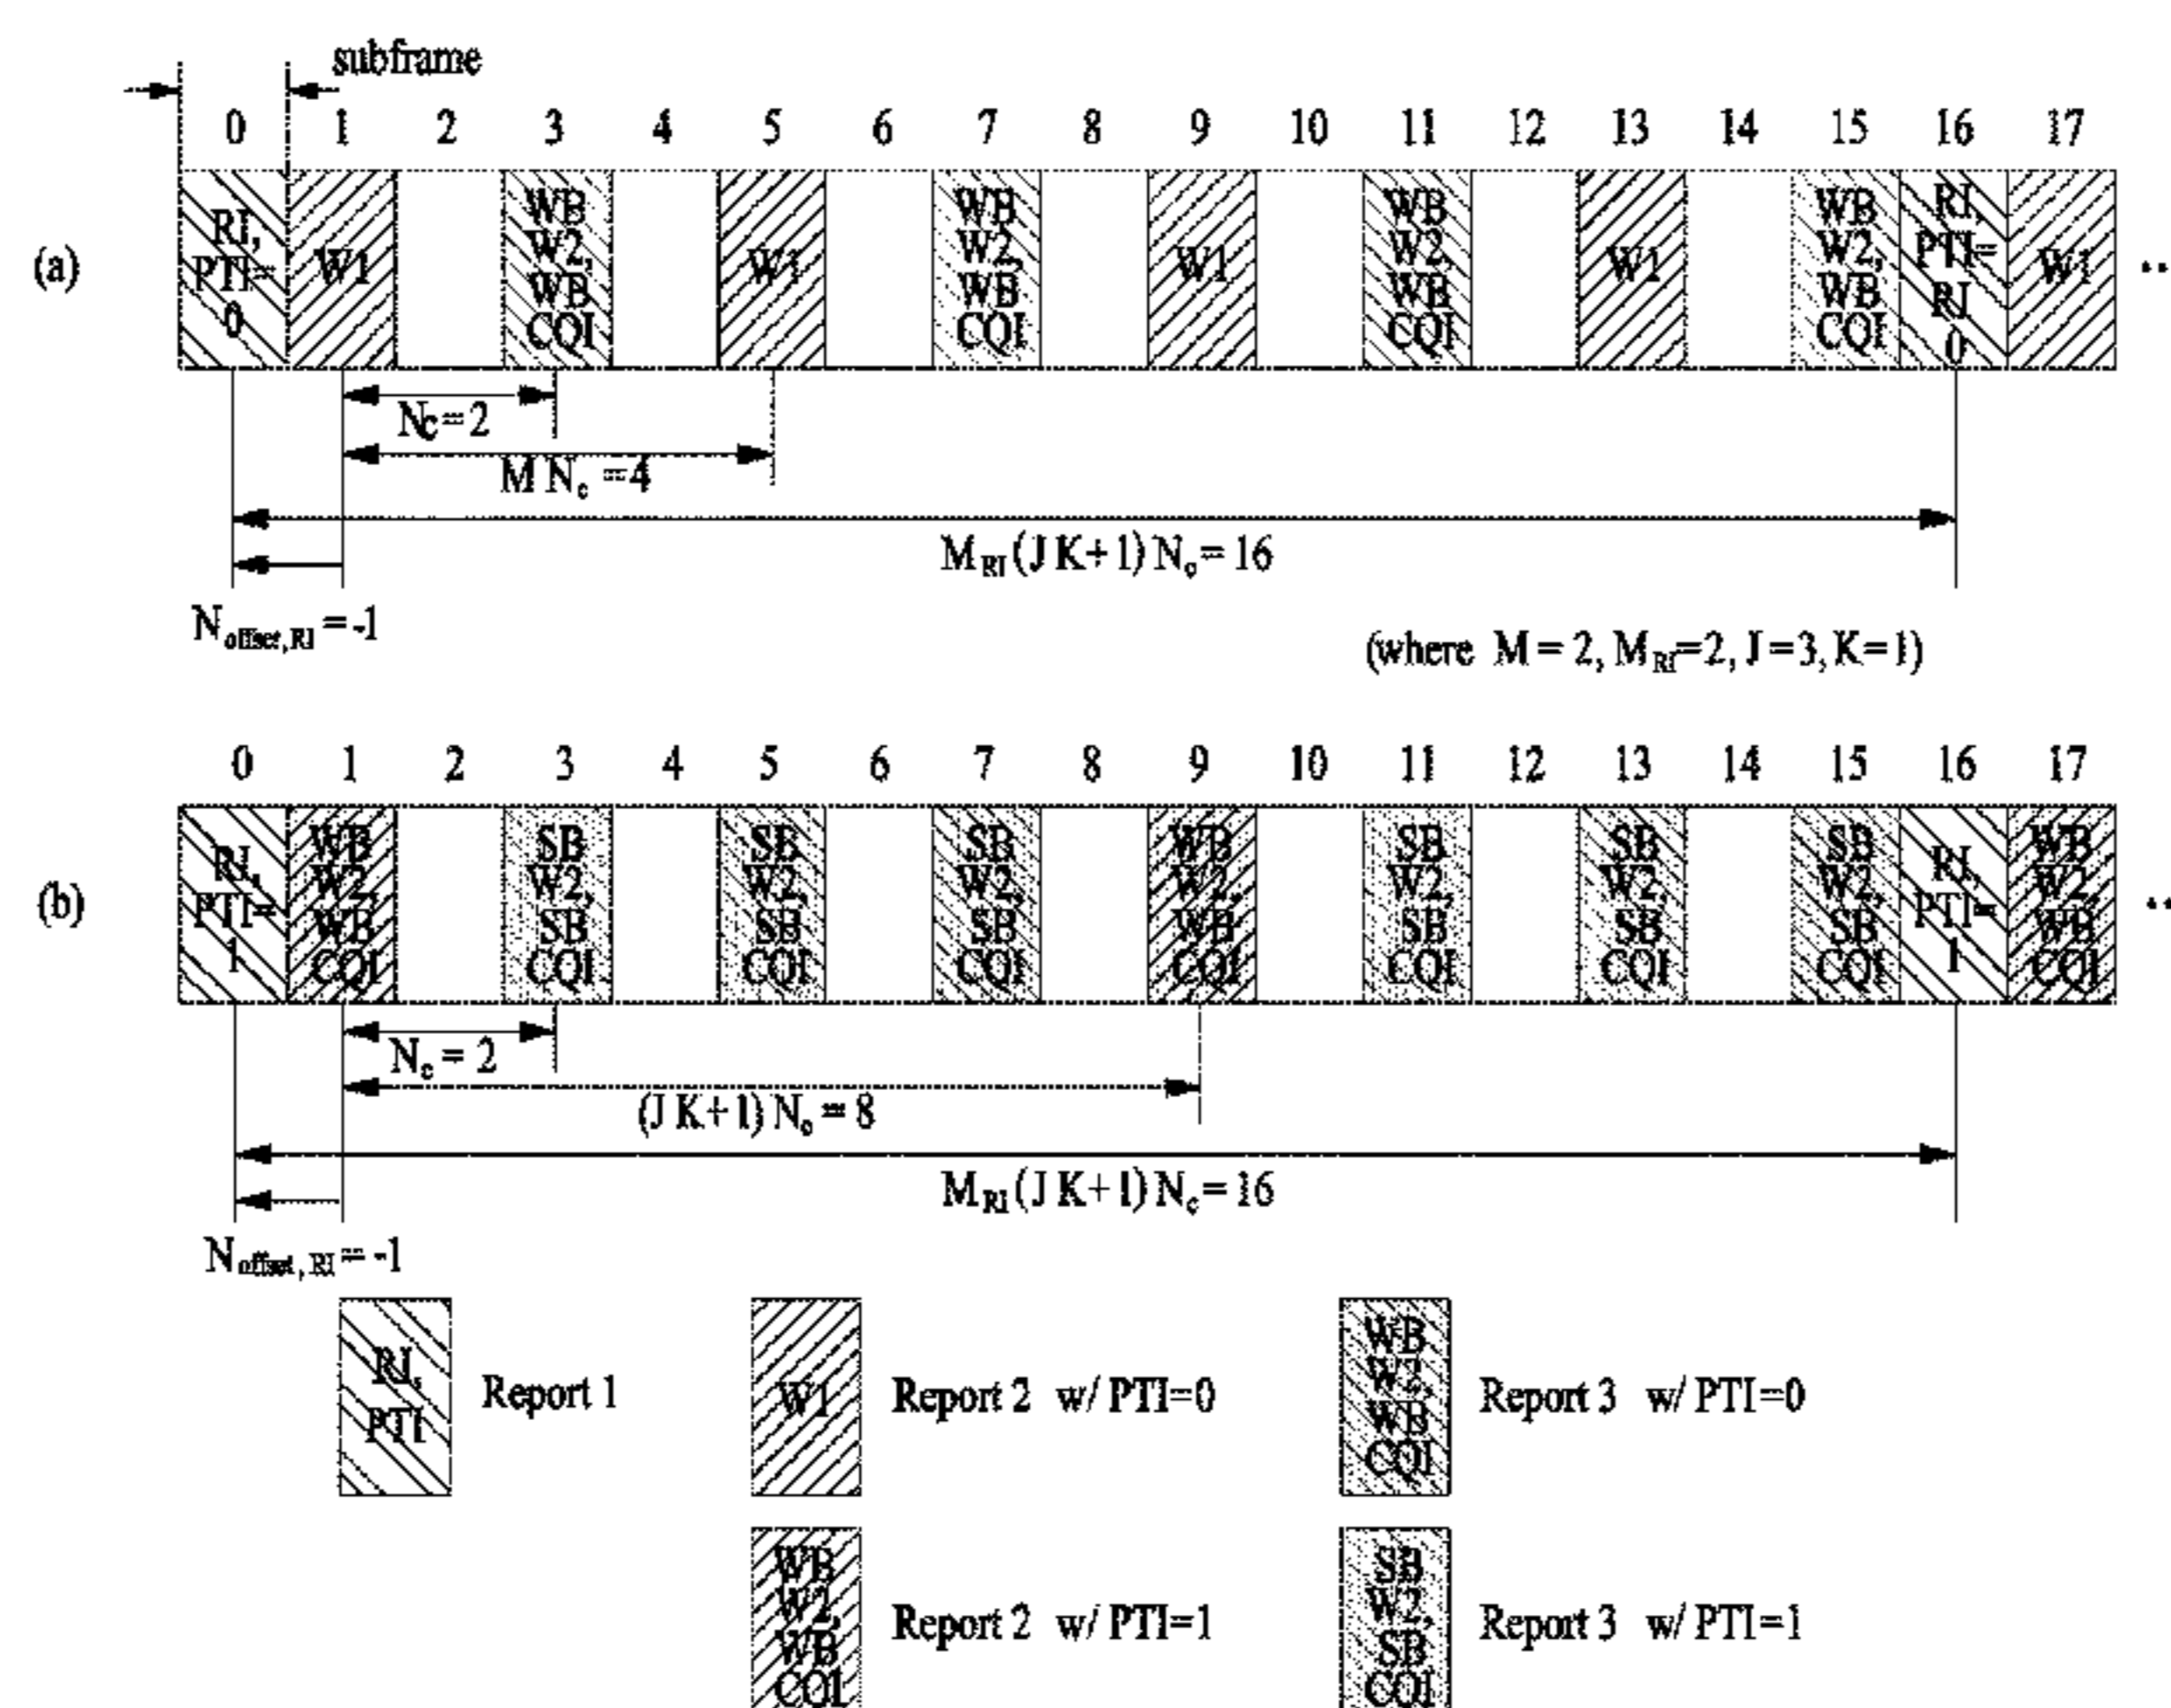 subframe
0 1 2 3 4 5 6 7 8 9 10 11 12 13 14 15 16 17
(a)
RI, PTI= 0
W1
WB W2, WB CQI
W1
WB W2, WB CQI
W1
WB W2, WB CQI
W1
WB W2, WB CQI
RI, PTI= RI 0
W1
..
Nc=2
M Nc =4
MRI (J K+ 1) Nc = 16
Noffset, RI = -1
(where M = 2, MRI=2, J=3, K=1)
0 1 2 3 4 5 6 7 8 9 10 11 12 13 14 15 16 17
(b)
RI, PTI= 1
WB W2, WB CQI
SB W2, SB CQI
SB W2, SB CQI
SB W2, SB CQI
WB W2, WB CQI
SB W2, SB CQI
SB W2, SB CQI
SB W2, SB CQI
RI, PTI= 1
WB W2, WB CQI
..
Nc = 2
(J K+ 1) Nc = 8
MRI (J K+ 1) Nc = 16
Noffset, RI = -1
RI, PTI
Report 1
W1
Report 2 w/ PTI=0
WB W2, WB CQI
Report 3 w/ PTI=0
WB W2, WB CQI
Report 2 w/ PTI=1
SB W2, SB CQI
Report 3 w/ PTI=1